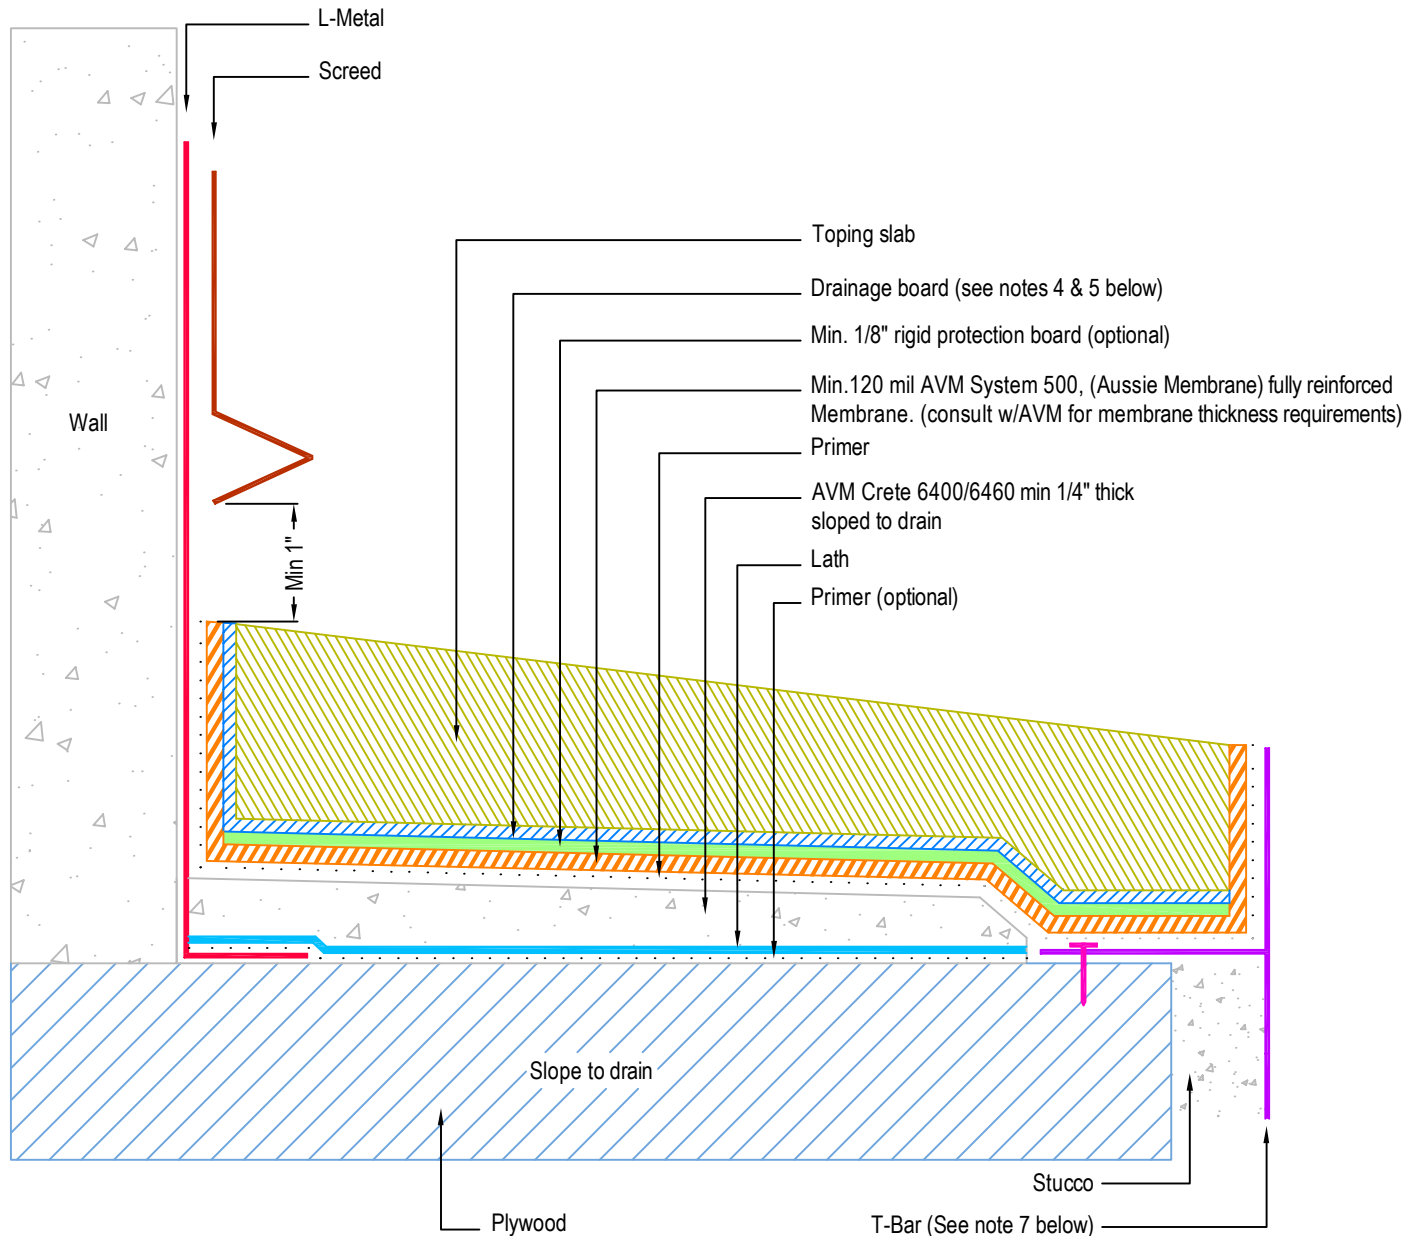 L-Metal
Screed
Toping slab
Drainage board (see notes 4 & 5 below)
Min. 1/8" rigid protection board (optional)
Min.120 mil AVM System 500, (Aussie Membrane) fully reinforced
Membrane. (consult w/AVM for membrane thickness requirements)
Wall
Primer
AVM Crete 6400/6460 min 1/4" thick
sloped to drain
Min 1"
Lath
Primer (optional)
Slope to drain
Stucco
Plywood
T-Bar (See note 7 below)